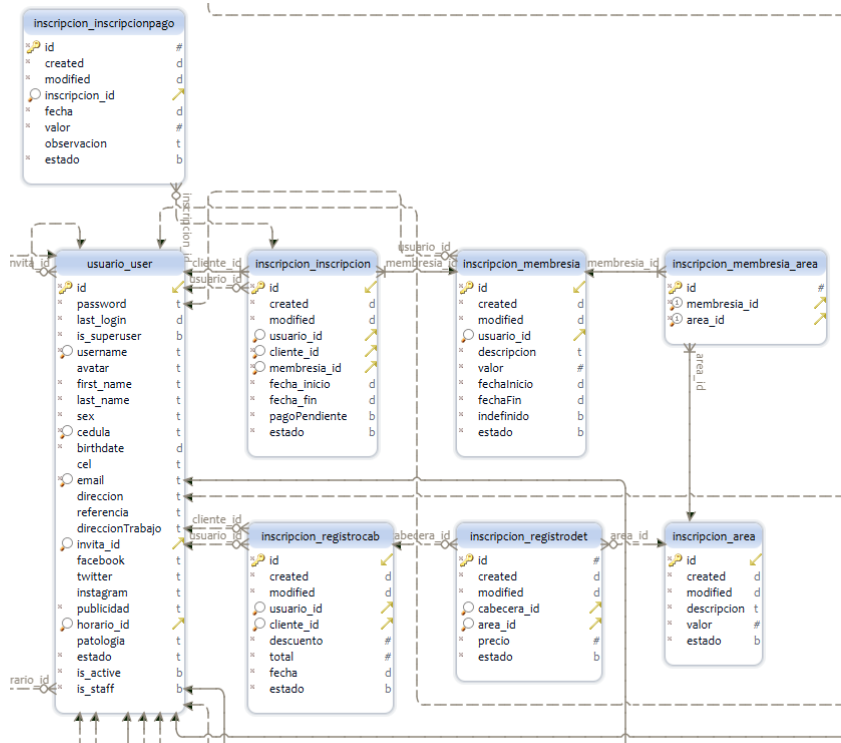 inscripcion_inscripcionpago
id #
created d
modified d
inscripcion_id
fecha d
valor #
observacion t
estado b
inscripcion_id
usuario_user
id
password t
last_login d
is_superuser b
username t
avatar t
first_name t
last_name t
sex t
cedula t
birthdate d
cel t
email t
direccion t
referencia t
direccionTrabajo t
invita_id
facebook t
twitter t
instagram t
publicidad t
horario_id
patologia t
estado t
is_active b
is_staff b
cliente_id
usuario_id
inscripcion_inscripcion
id
created d
modified d
usuario_id
cliente_id
membresia_id
fecha_inicio d
fecha_fin d
pagoPendiente b
estado b
usuario_id
membresia_id
inscripcion_membresia
id
created d
modified d
usuario_id
descripcion t
valor #
fechaInicio d
fechaFin d
indefinido b
estado b
membresia_id
inscripcion_membresia_area
id #
membresia_id
area_id
area_id
cliente_id
usuario_id
inscripcion_registrocab
id
created d
modified d
usuario_id
cliente_id
descuento #
total #
fecha d
estado b
abecera_id
inscripcion_registrodet
id #
created d
modified d
cabecera_id
area_id
precio #
estado b
area_id
inscripcion_area
id
created d
modified d
descripcion t
valor #
estado b
nvita_id
rario_id